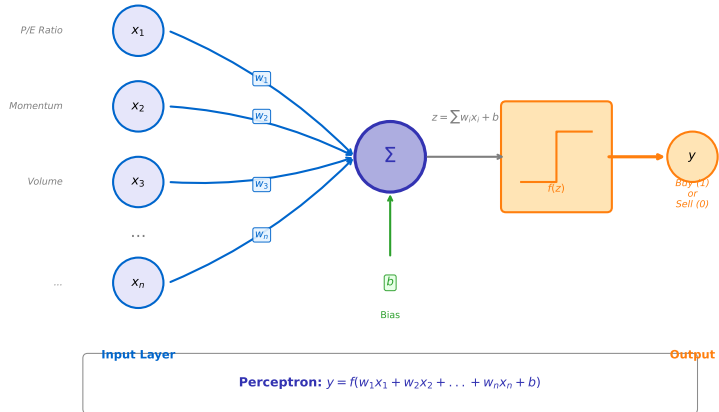 P/E Ratio
x₁
w₁
Momentum
x₂
w₂
z = ∑wᵢxᵢ + b
Σ
f(z)
y
Volume
x₃
w₃
Buy (1)
or
Sell (0)
...
wₙ
...
xₙ
b
Bias
Input Layer
Output
Perceptron: y = f(w₁x₁ + w₂x₂ + ... + wₙxₙ + b)